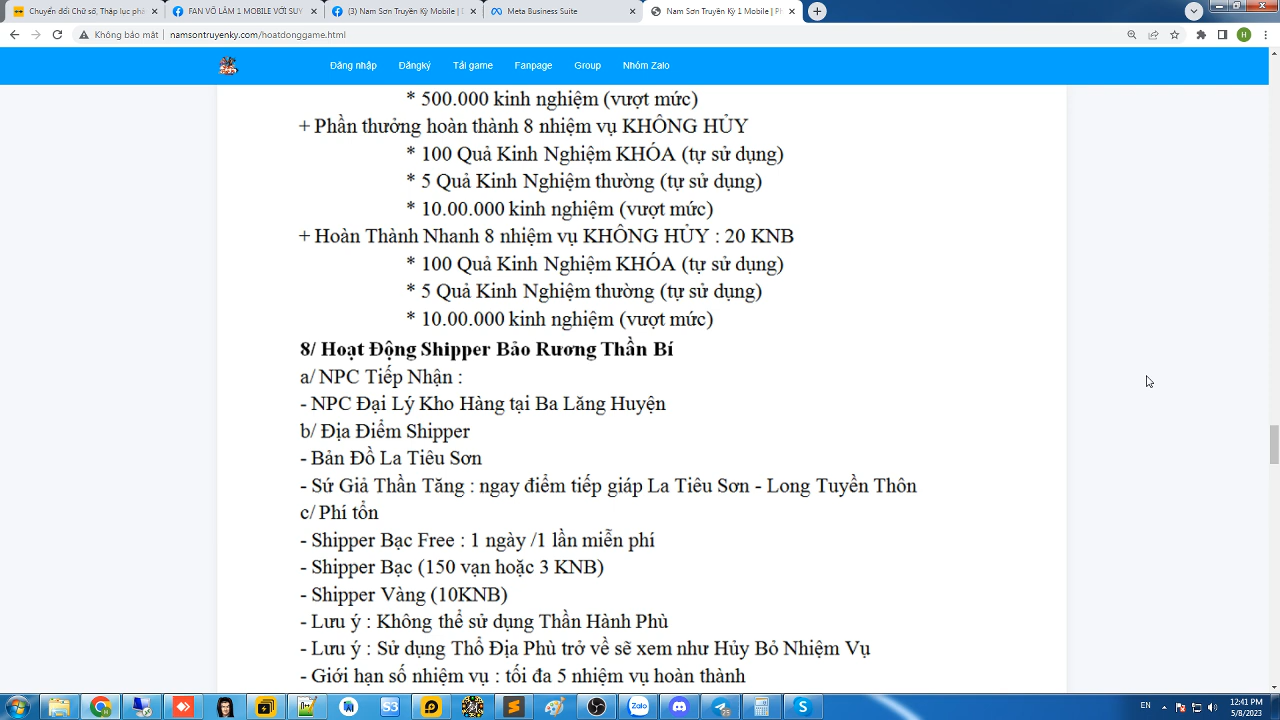 Chuyển đổi Chữ số, Thập lục phâ
FAN VÕ LÂM 1 MOBILE VỚI SUY
(3) Nam Sơn Truyền Kỳ Mobile |
Meta Business Suite
Nam Sơn Truyền Kỳ 1 Mobile | Ph
Không bảo mật | namsontruyenky.com/hoatdonggame.html
Đăng nhập Đăngký Tải game Fanpage Group Nhóm Zalo
* 500.000 kinh nghiệm (vượt mức)
+ Phần thưởng hoàn thành 8 nhiệm vụ KHÔNG HỦY
* 100 Quả Kinh Nghiệm KHÓA (tự sử dụng)
* 5 Quả Kinh Nghiệm thường (tự sử dụng)
* 10.00.000 kinh nghiệm (vượt mức)
+ Hoàn Thành Nhanh 8 nhiệm vụ KHÔNG HỦY : 20 KNB
* 100 Quả Kinh Nghiệm KHÓA (tự sử dụng)
* 5 Quả Kinh Nghiệm thường (tự sử dụng)
* 10.00.000 kinh nghiệm (vượt mức)
8/ Hoạt Động Shipper Bảo Rương Thần Bí
a/ NPC Tiếp Nhận :
- NPC Đại Lý Kho Hàng tại Ba Lăng Huyện
b/ Địa Điểm Shipper
- Bản Đồ La Tiêu Sơn
- Sứ Giả Thần Tăng : ngay điểm tiếp giáp La Tiêu Sơn - Long Tuyền Thôn
c/ Phí tổn
- Shipper Bạc Free : 1 ngày /1 lần miễn phí
- Shipper Bạc (150 vạn hoặc 3 KNB)
- Shipper Vàng (10KNB)
- Lưu ý : Không thể sử dụng Thần Hành Phù
- Lưu ý : Sử dụng Thổ Địa Phù trở về sẽ xem như Hủy Bỏ Nhiệm Vụ
- Giới hạn số nhiệm vụ : tối đa 5 nhiệm vụ hoàn thành
EN
12:41 PM
5/8/2023